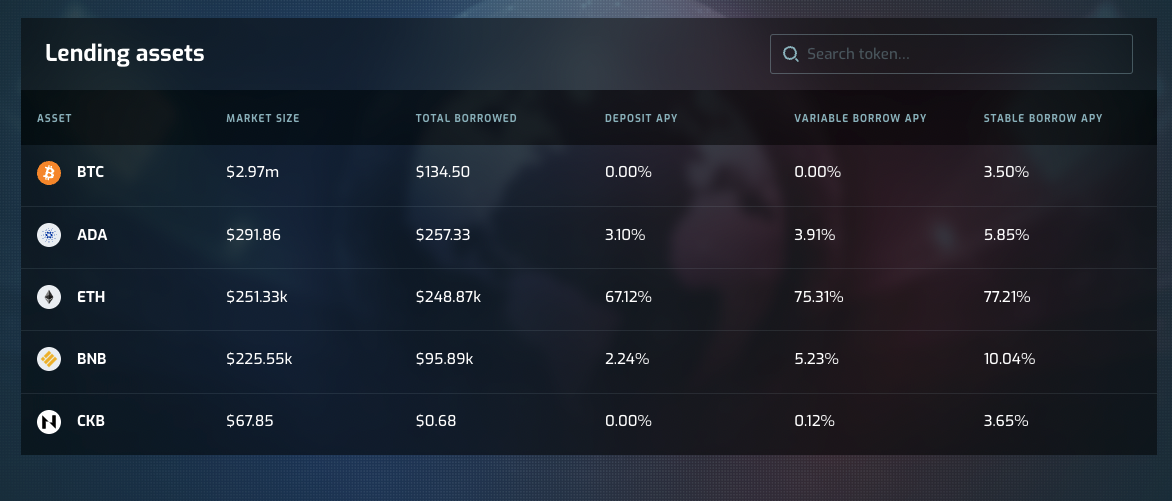 Lending assets
Search token...
ASSET MARKET SIZE TOTAL BORROWED DEPOSIT APY VARIABLE BORROW APY STABLE BORROW APY
BTC $2.97m $134.50 0.00% 0.00% 3.50%
ADA $291.86 $257.33 3.10% 3.91% 5.85%
ETH $251.33k $248.87k 67.12% 75.31% 77.21%
BNB $225.55k $95.89k 2.24% 5.23% 10.04%
CKB $67.85 $0.68 0.00% 0.12% 3.65%